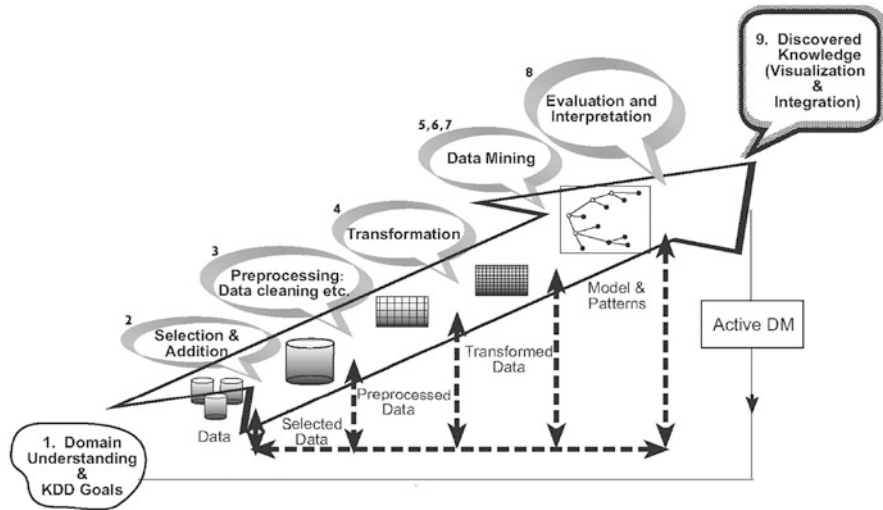 9. Discovered
Knowledge
(Visualization
&
Integration)
8
Evaluation and
Interpretation
5,6,7
Data Mining
4
Transformation
3
Preprocessing:
Data cleaning etc.
2
Selection &
Addition
Model &
Patterns
Active DM
Transformed
Data
Preprocessed
Data
Selected
Data
Data
1. Domain
Understanding
&
KDD Goals